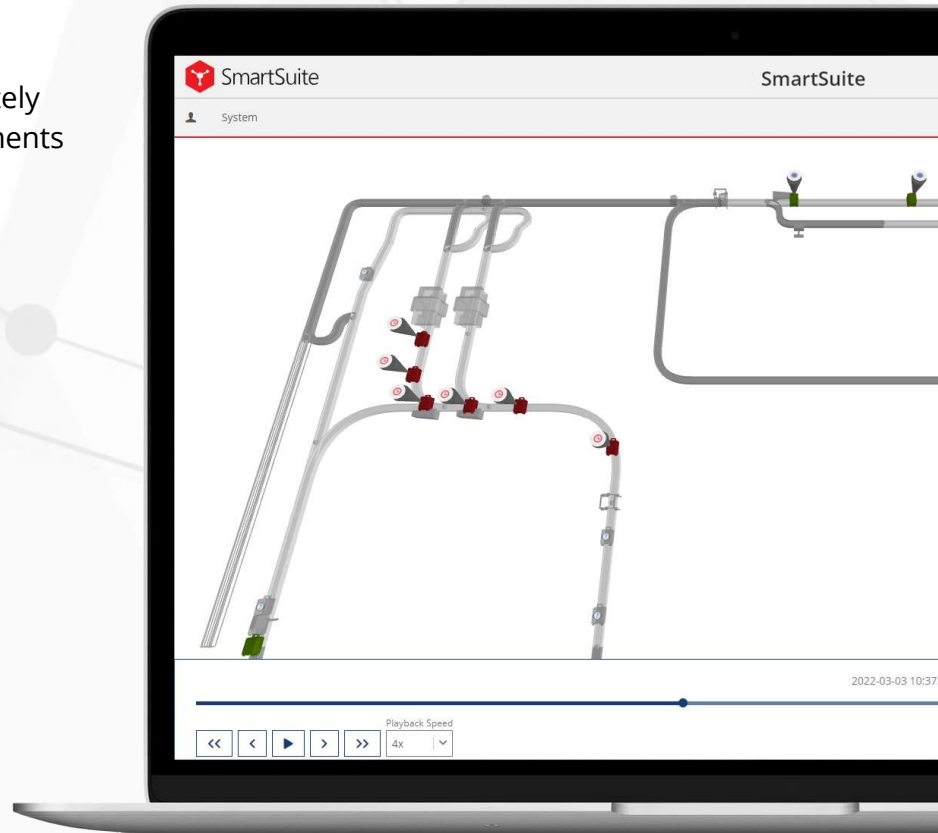 tely
nents
SmartSuite
SmartSuite
System
2022-03-03 10:37
Playback Speed
<< < > >>
4x